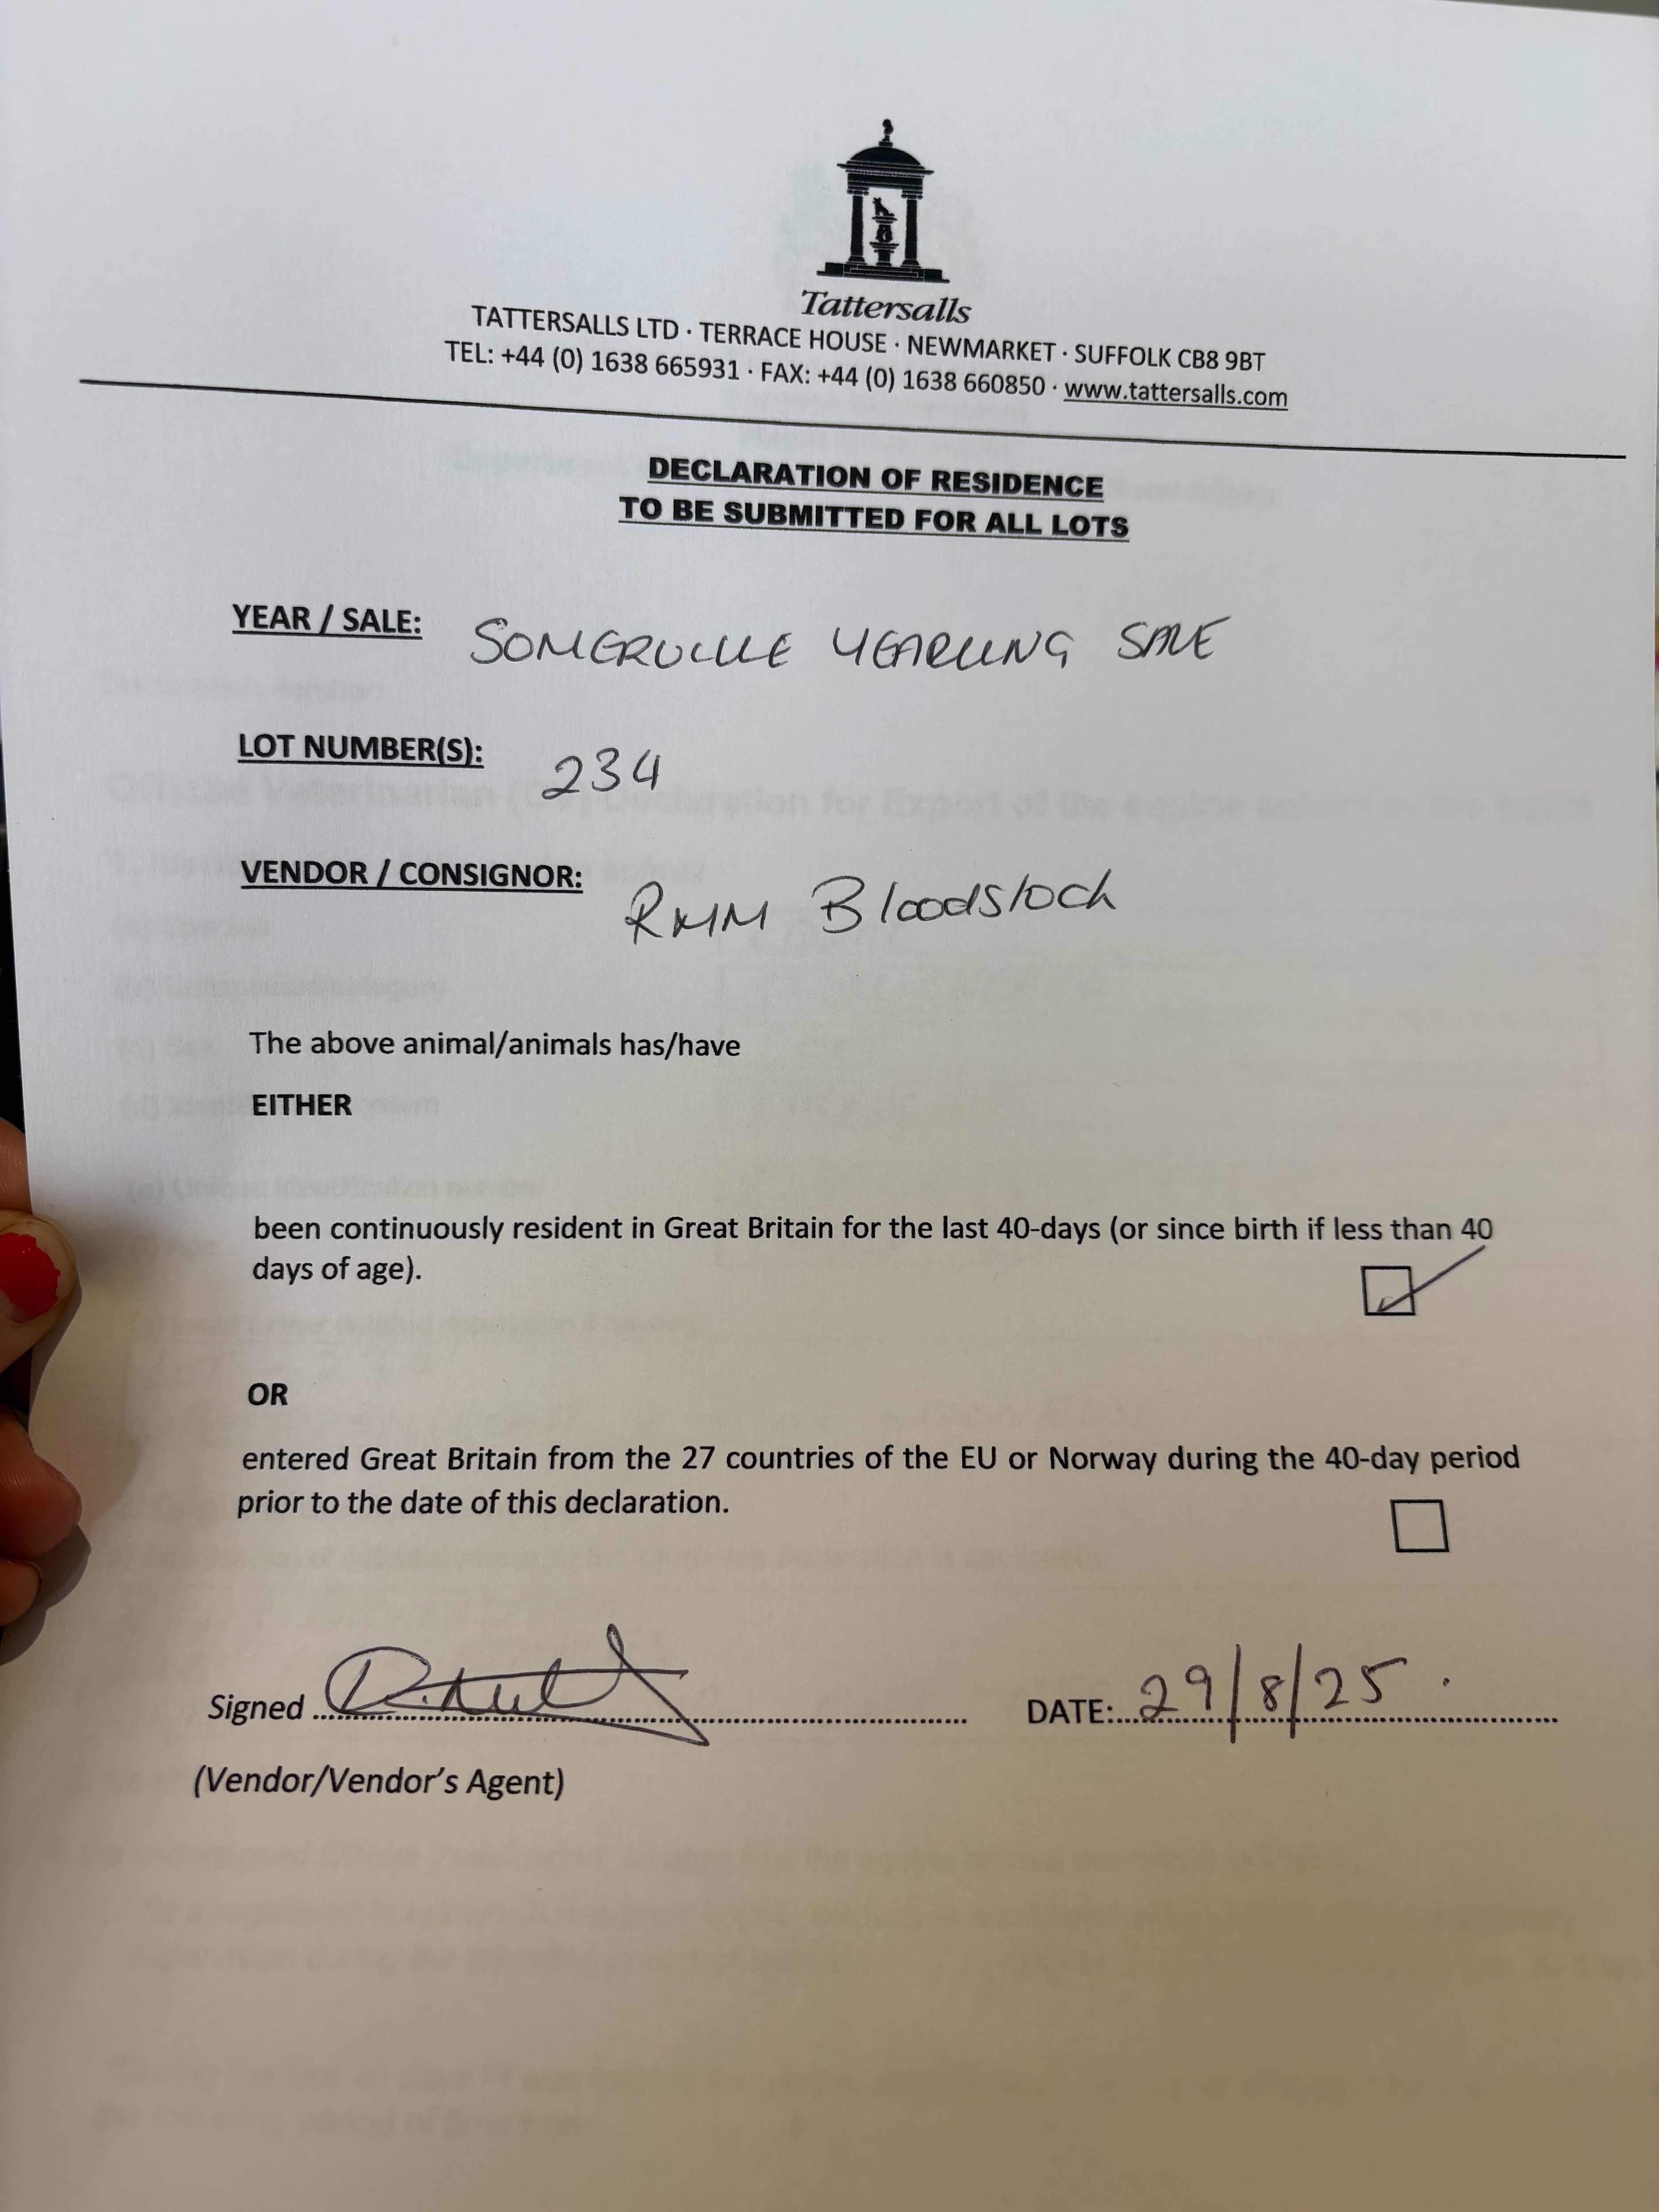 Tattersalls
TATTERSALLS LTD · TERRACE HOUSE · NEWMARKET · SUFFOLK CB8 9BT
TEL: +44 (0) 1638 665931 · FAX: +44 (0) 1638 660850 · www.tattersalls.com
DECLARATION OF RESIDENCE
TO BE SUBMITTED FOR ALL LOTS
YEAR / SALE: SOMERVILLE YEARLING SALE
LOT NUMBER(S): 234
VENDOR / CONSIGNOR: RMM Bloodstock
The above animal/animals has/have
EITHER
been continuously resident in Great Britain for the last 40-days (or since birth if less than 40
days of age).
OR
entered Great Britain from the 27 countries of the EU or Norway during the 40-day period
prior to the date of this declaration.
Signed DATE: 29/8/25.
(Vendor/Vendor's Agent)